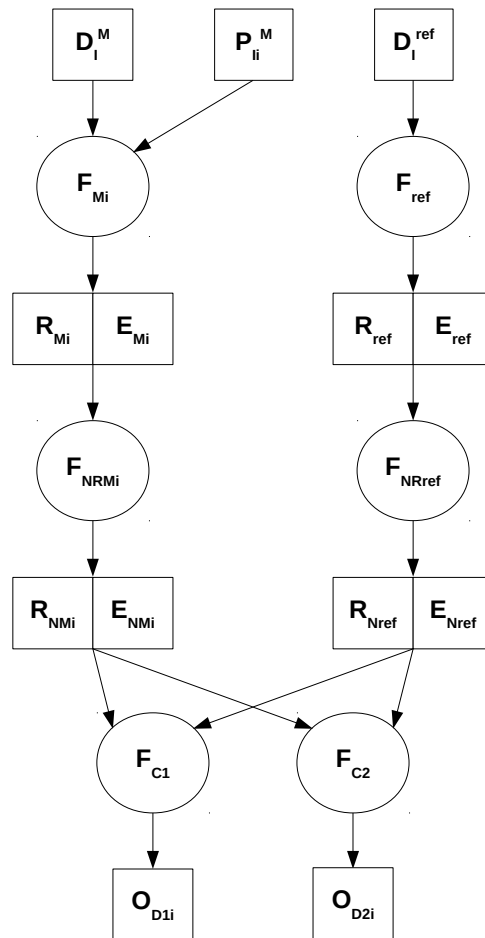 D_I^M P_Ii^M D_I^ref
F_Mi F_ref
R_Mi E_Mi R_ref E_ref
F_NRMi F_NRref
R_NMi E_NMi R_Nref E_Nref
F_C1 F_C2
O_D1i O_D2i